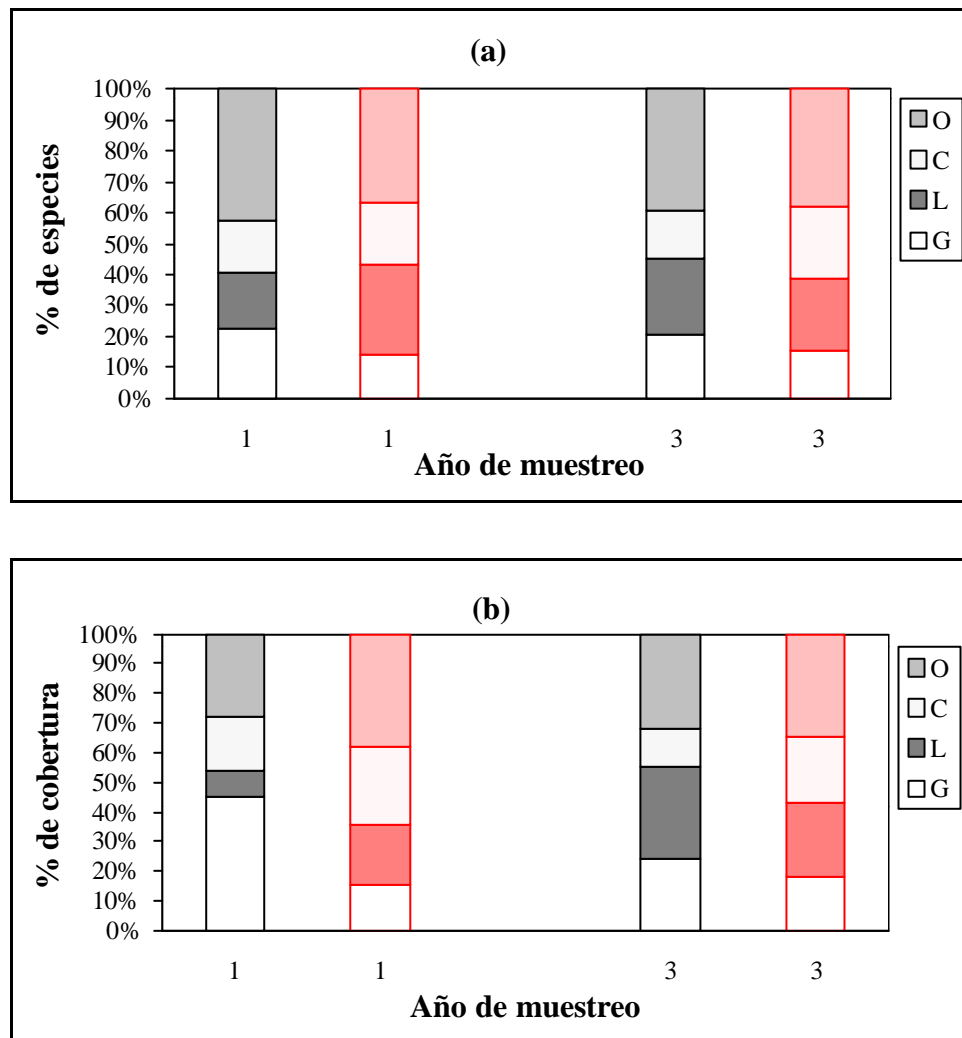 (a)
% de especies
100%
90%
80%
70%
60%
50%
40%
30%
20%
10%
0%
1 1 3 3
Año de muestreo
O
C
L
G
(b)
% de cobertura
100%
90%
80%
70%
60%
50%
40%
30%
20%
10%
0%
1 1 3 3
Año de muestreo
O
C
L
G